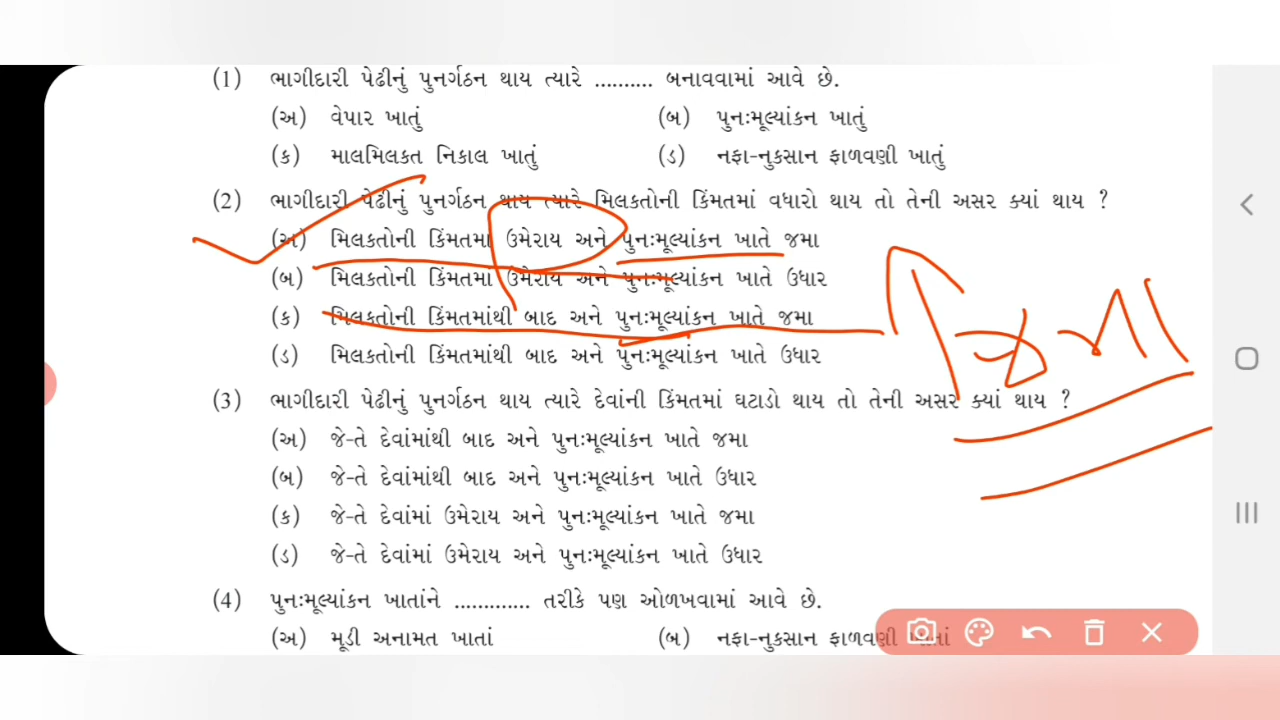 (1) ભાગીદારી પેઢીનું પુનર્ગઠન થાય ત્યારે .......... બનાવવામાં આવે છે.
(અ) વેપાર ખાતું (બ) પુનઃમૂલ્યાંકન ખાતું
(ક) માલમિલકત નિકાલ ખાતું (ડ) નફા-નુકસાન ફાળવણી ખાતું
(2) ભાગીદારી પેઢીનું પુનર્ગઠન થાય ત્યારે મિલકતોની કિંમતમાં વધારો થાય તો તેની અસર ક્યાં થાય ?
(અ) મિલકતોની કિંમતમાં ઉમેરાય અને પુનઃમૂલ્યાંકન ખાતે જમા
(બ) મિલકતોની કિંમતમાં ઉમેરાય અને પુનઃમૂલ્યાંકન ખાતે ઉધાર
(ક) મિલકતોની કિંમતમાંથી બાદ અને પુનઃમૂલ્યાંકન ખાતે જમા
જમા
(ડ) મિલકતોની કિંમતમાંથી બાદ અને પુનઃમૂલ્યાંકન ખાતે ઉધાર
(3) ભાગીદારી પેઢીનું પુનર્ગઠન થાય ત્યારે દેવાંની કિંમતમાં ઘટાડો થાય તો તેની અસર ક્યાં થાય ?
(અ) જે-તે દેવાંમાંથી બાદ અને પુનઃમૂલ્યાંકન ખાતે જમા
(બ) જે-તે દેવાંમાંથી બાદ અને પુનઃમૂલ્યાંકન ખાતે ઉધાર
(ક) જે-તે દેવાંમાં ઉમેરાય અને પુનઃમૂલ્યાંકન ખાતે જમા
(ડ) જે-તે દેવાંમાં ઉમેરાય અને પુનઃમૂલ્યાંકન ખાતે ઉધાર
(4) પુનઃમૂલ્યાંકન ખાતાંને ............. તરીકે પણ ઓળખવામાં આવે છે.
(અ) મૂડી અનામત ખાતાં (બ) નફા-નુકસાન ફાળવણી ખાતાં